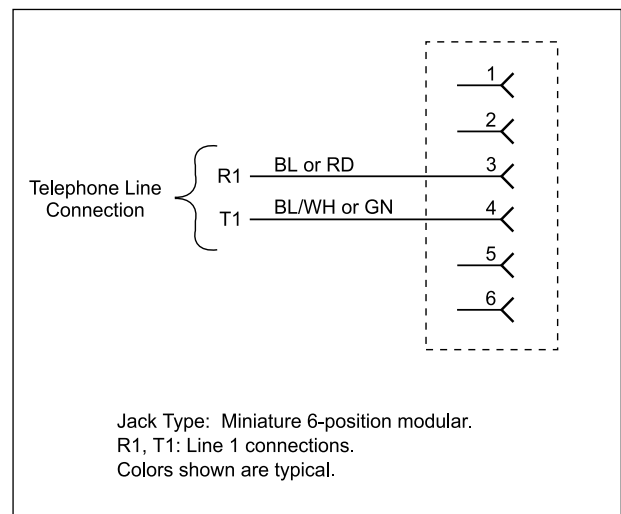 1
2
Telephone Line
Connection
R1
BL or RD
3
T1
BL/WH or GN
4
5
6
Jack Type: Miniature 6-position modular.
R1, T1: Line 1 connections.
Colors shown are typical.